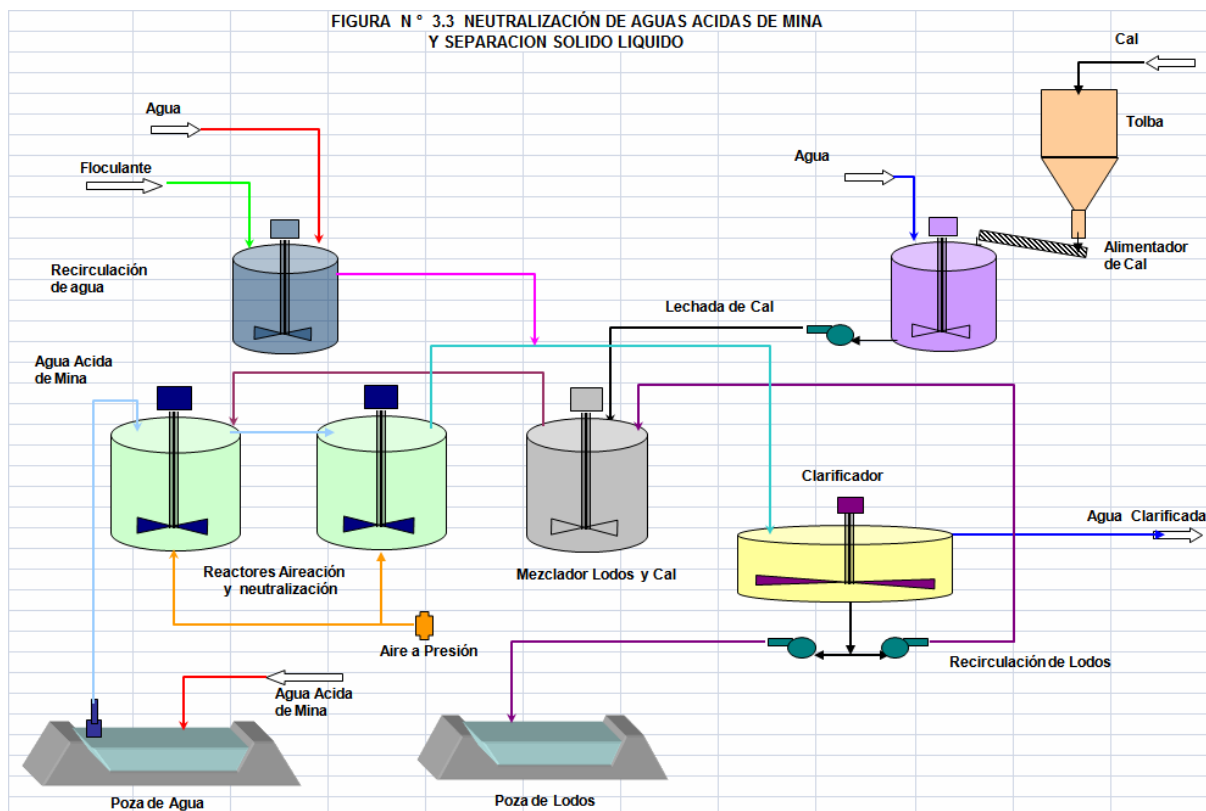 FIGURA N° 3.3 NEUTRALIZACIÓN DE AGUAS ACIDAS DE MINA
Y SEPARACION SOLIDO LIQUIDO
Cal
Agua
Tolba
Floculante
Agua
Alimentador
de Cal
Recirculación
de agua
Lechada de Cal
Agua Acida
de Mina
Clarificador
Agua Clarificada
Reactores Aireación
y neutralización
Mezclador Lodos y Cal
Aire a Presión
Recirculación de Lodos
Agua Acida
de Mina
Poza de Agua
Poza de Lodos